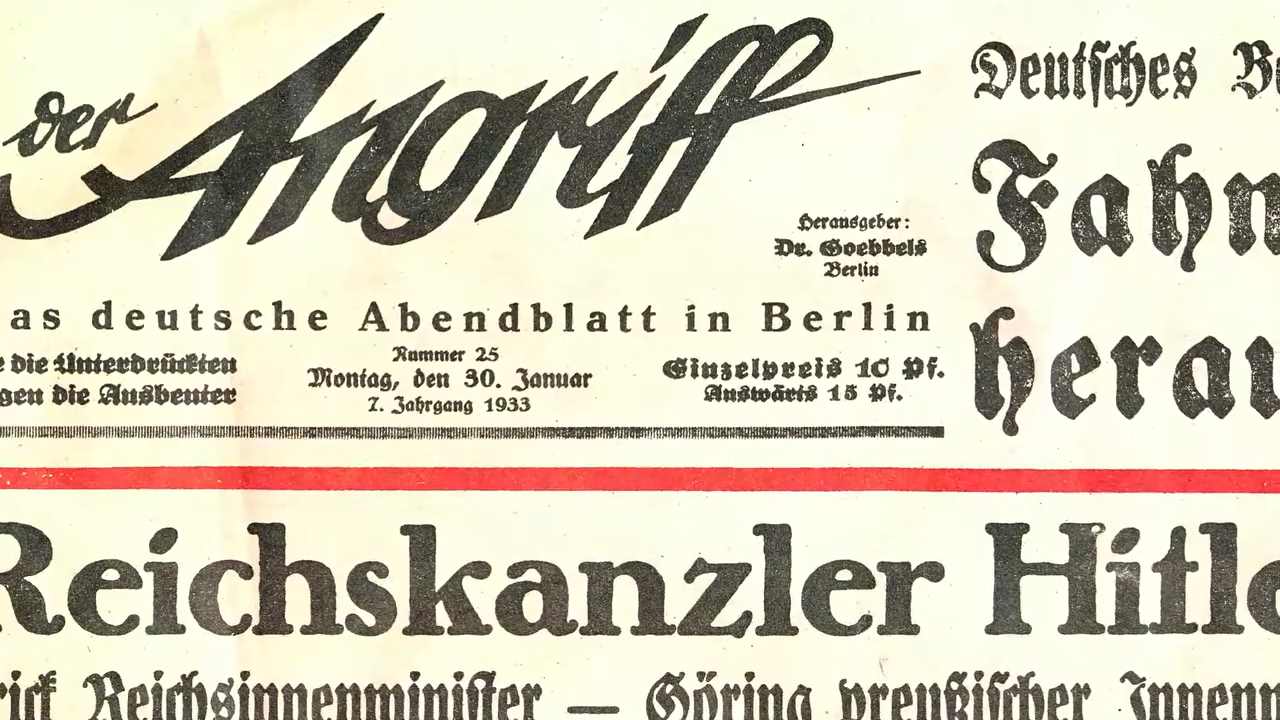 der Angriff
Herausgeber:
Dr. Goebbels
Berlin
as deutsche Abendblatt in Berlin
die Unterdrückten
gen die Ausbeuter
Nummer 25
Montag, den 30. Januar
7. Jahrgang 1933
Einzelpreis 10 Pf.
Auswärts 15 Pf.
Deutsches
Fahn
heraus
Reichskanzler Hitle
rick Reichsinnenminister — Göring preußischer Innenm